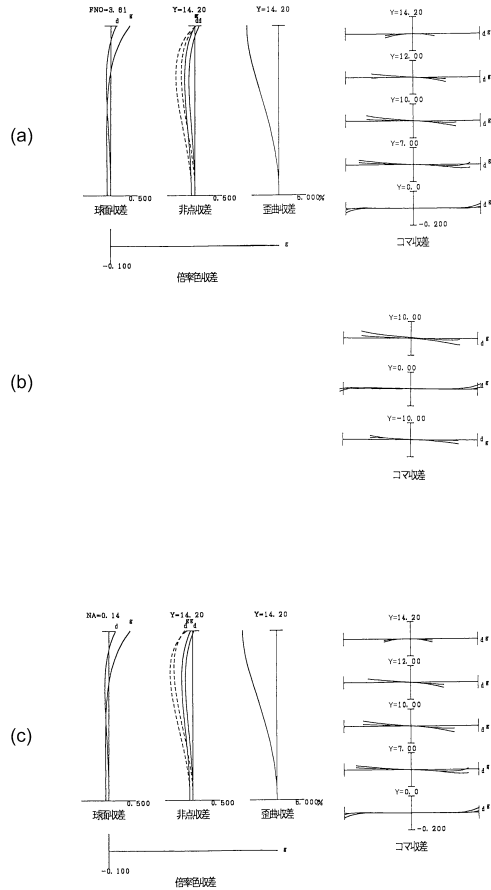 (a)
FNO=3.61
Y=14.20
Y=14.20
d g
g
dd
0.500
0.500
5.000%
球面収差
非点収差
歪曲収差
g
-0.100
倍率色収差
Y=14.20
d g
Y=12.00
d g
Y=10.00
d g
Y=7.00
d g
Y=0.0
d g
-0.200
コマ収差
(b)
Y=10.00
d g
Y=0.00
d g
Y=-10.00
d g
コマ収差
(c)
NA=0.14
Y=14.20
Y=14.20
d g
gg
d d
0.500
0.500
5.000%
球面収差
非点収差
歪曲収差
g
-0.100
倍率色収差
Y=14.20
d g
Y=12.00
d g
Y=10.00
d g
Y=7.00
d g
Y=0.0
d g
-0.200
コマ収差